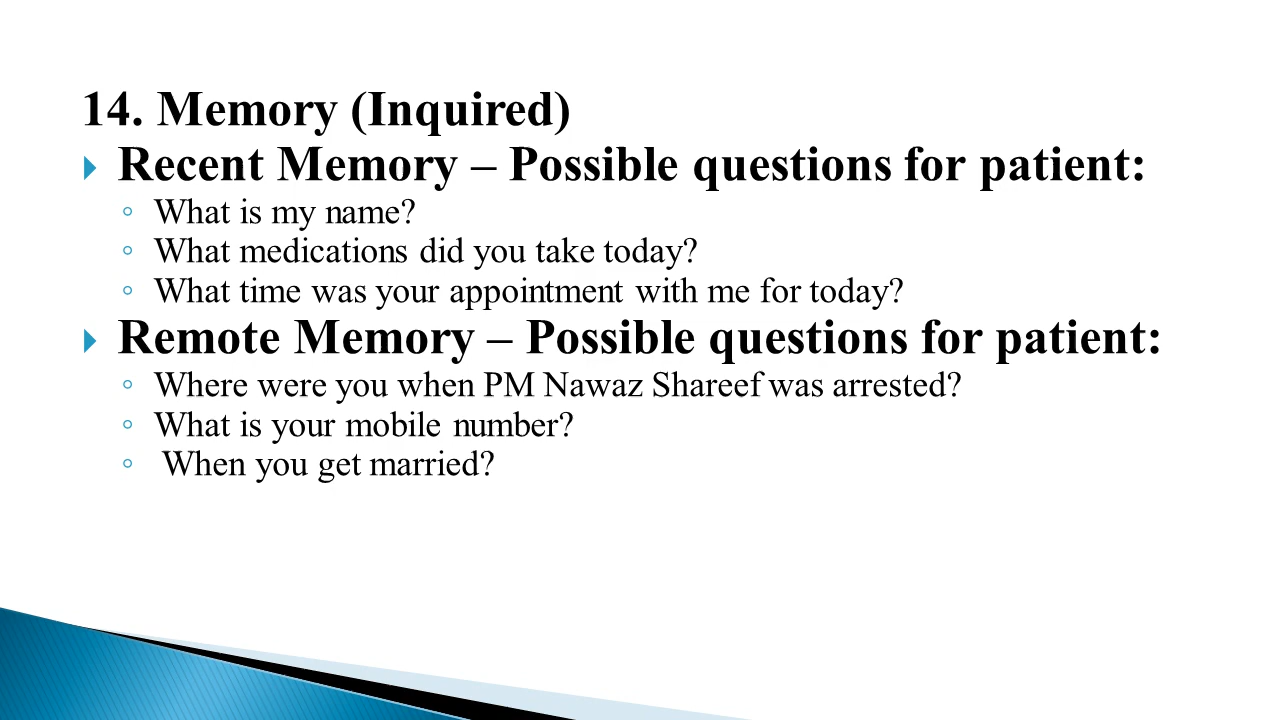 14. Memory (Inquired)
Recent Memory – Possible questions for patient:
What is my name?
What medications did you take today?
What time was your appointment with me for today?
Remote Memory – Possible questions for patient:
Where were you when PM Nawaz Shareef was arrested?
What is your mobile number?
When you get married?